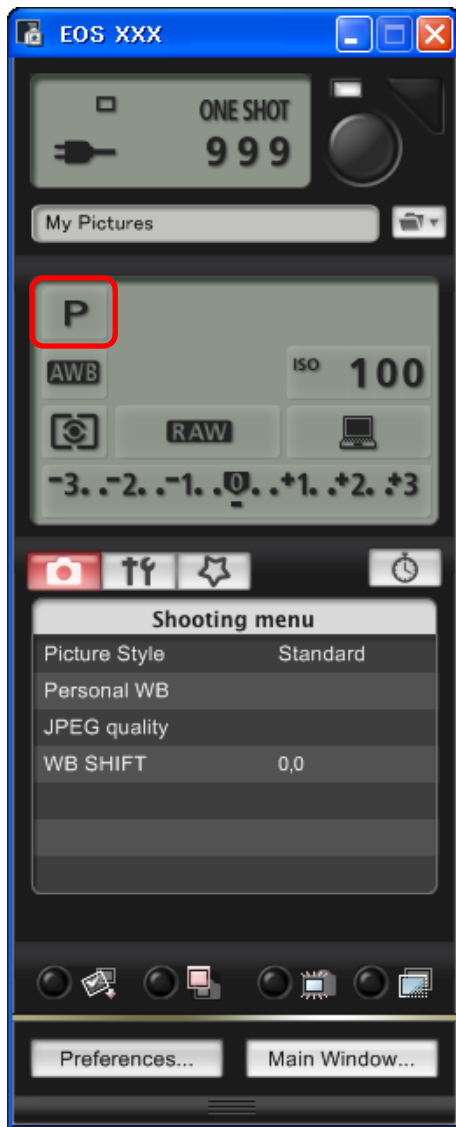 EOS XXX
ONE SHOT
999
My Pictures
P
AWB
ISO 100
RAW
-3. .-2. .-1. .0. .+1. .+2. .+3
Shooting menu
Picture Style Standard
Personal WB
JPEG quality
WB SHIFT 0,0
Preferences... Main Window...